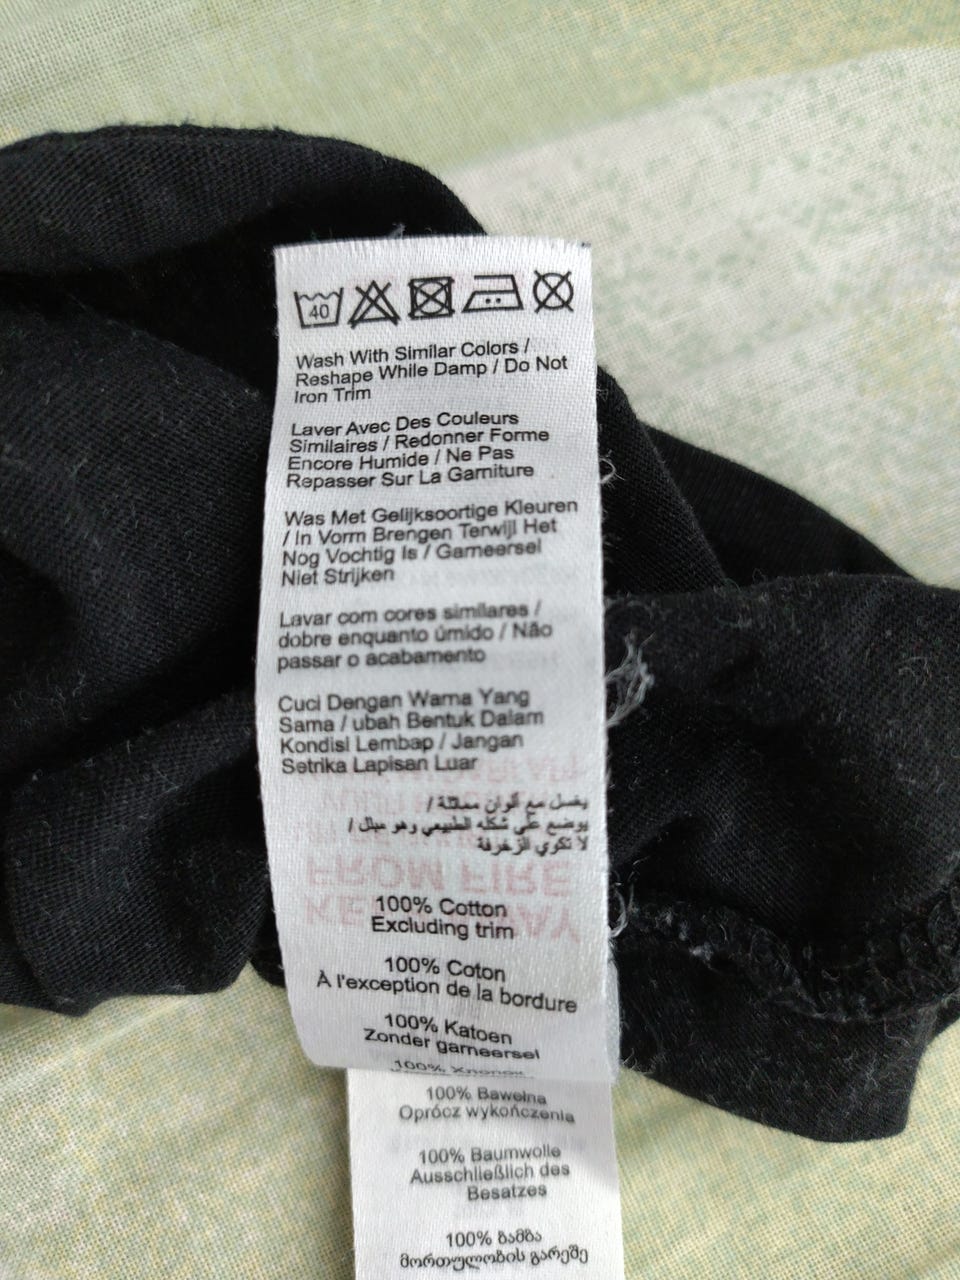 40
Wash With Similar Colors /
Reshape While Damp / Do Not
Iron Trim
Laver Avec Des Couleurs
Similaires / Redonner Forme
Encore Humide / Ne Pas
Repasser Sur La Garniture
Was Met Gelijksoortige Kleuren
/ In Vorm Brengen Terwijl Het
Nog Vochtig Is / Garneersel
Niet Strijken
Lavar com cores similares /
dobre enquanto úmido / Não
passar o acabamento
Cuci Dengan Warna Yang
Sama / ubah Bentuk Dalam
Kondisi Lembap / Jangan
Setrika Lapisan Luar
يغسل مع ألوان مماثلة /
يوضع على شكله الطبيعي وهو مبلل /
لا تكوي الزخرفة
FROM FIRE
100% Cotton
Excluding trim
100% Coton
À l'exception de la bordure
100% Katoen
Zonder garneersel
100% Хлопок
100% Bawełna
Oprócz wykończenia
100% Baumwolle
Ausschließlich des
Besatzes
100% ბამბა
მორთულობის გარეშე